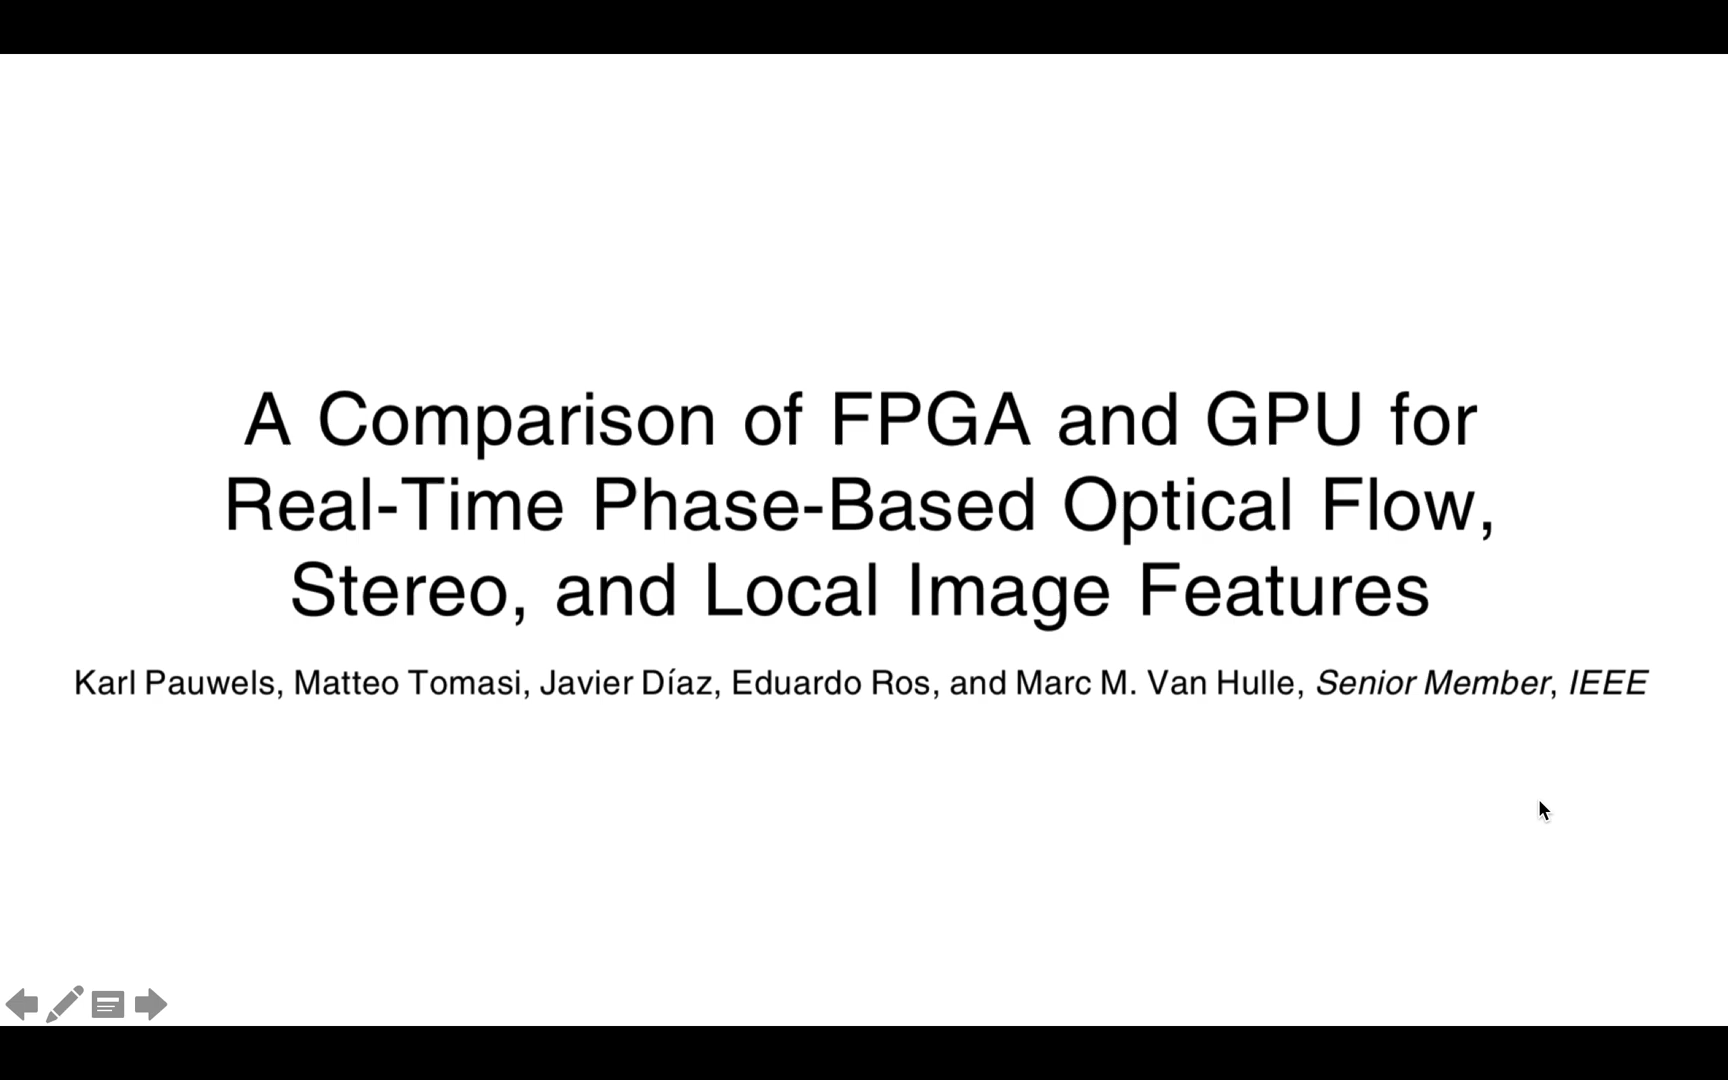 A Comparison of FPGA and GPU for
Real-Time Phase-Based Optical Flow,
Stereo, and Local Image Features
Karl Pauwels, Matteo Tomasi, Javier Díaz, Eduardo Ros, and Marc M. Van Hulle, Senior Member, IEEE